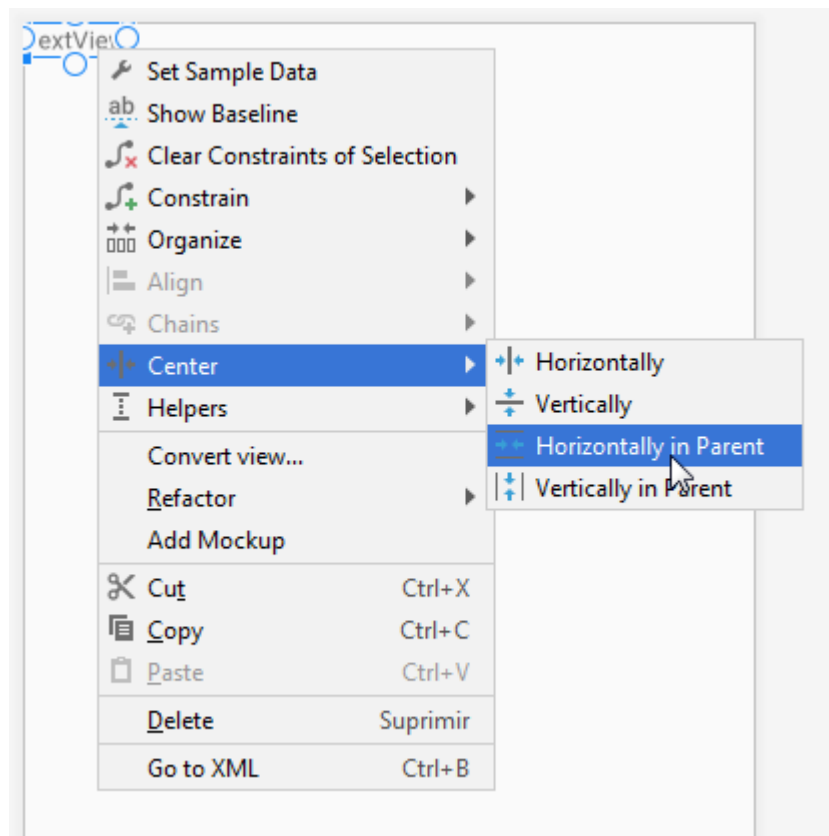 extVie
Set Sample Data
ab
Show Baseline
Clear Constraints of Selection
Constrain
Organize
Align
Chains
Center
Horizontally
Vertically
Helpers
Horizontally in Parent
Convert view...
Vertically in Parent
Refactor
Add Mockup
Cut Ctrl+X
Copy Ctrl+C
Paste Ctrl+V
Delete Suprimir
Go to XML Ctrl+B